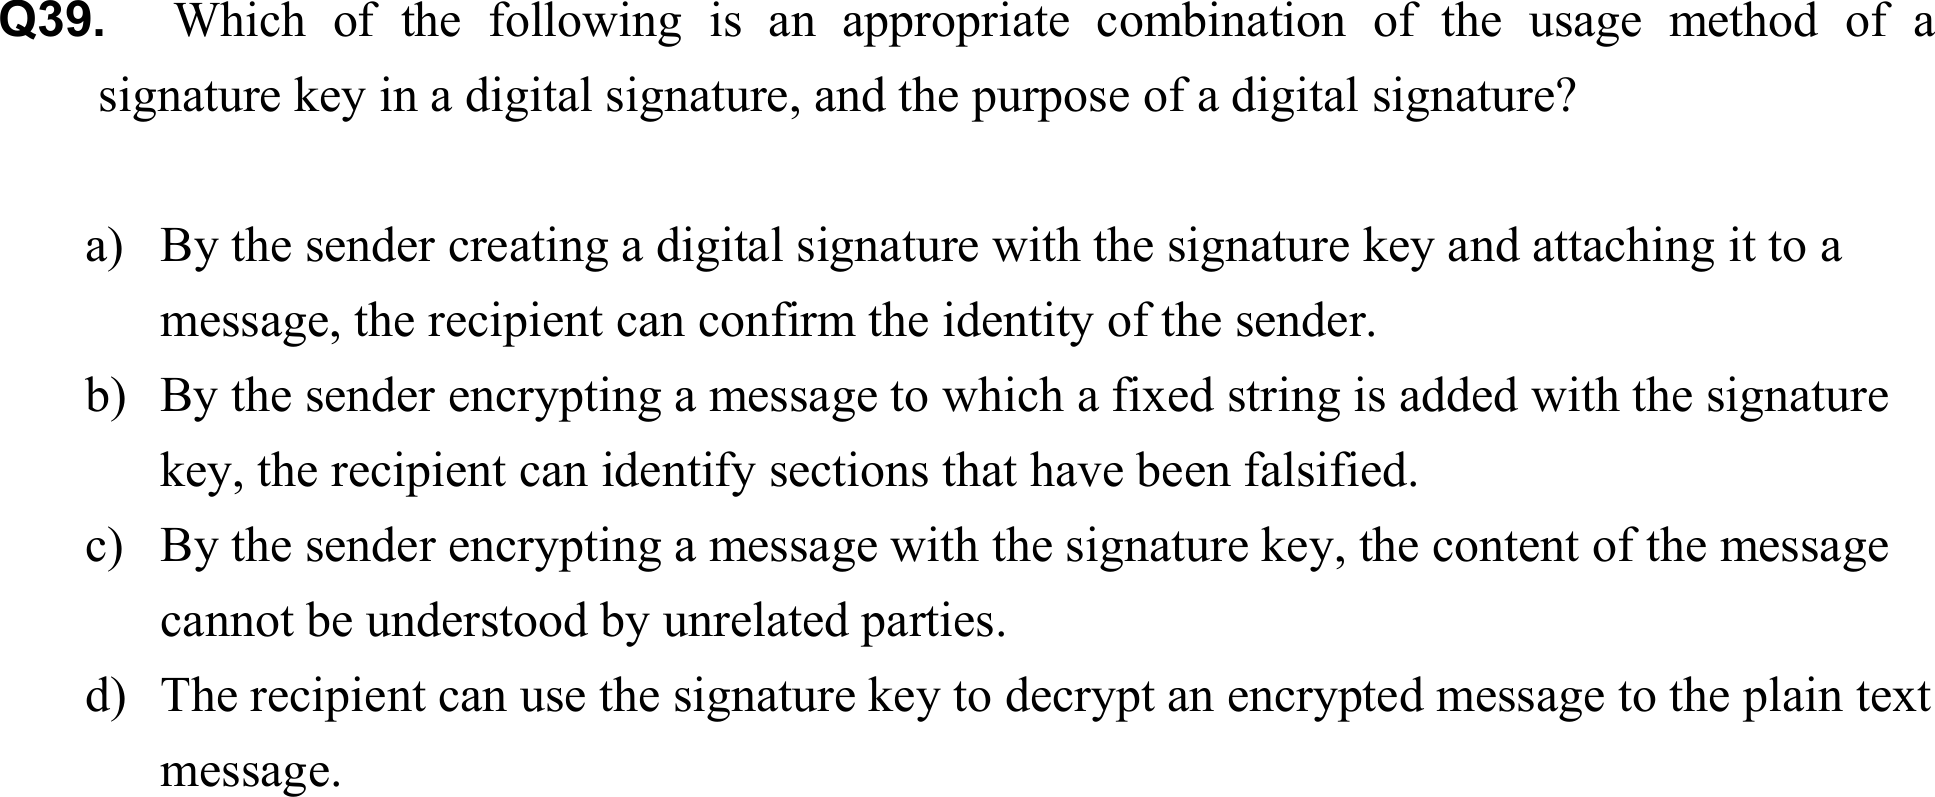 Q39. Which of the following is an appropriate combination of the usage method of a
signature key in a digital signature, and the purpose of a digital signature?
a) By the sender creating a digital signature with the signature key and attaching it to a
message, the recipient can confirm the identity of the sender.
b) By the sender encrypting a message to which a fixed string is added with the signature
key, the recipient can identify sections that have been falsified.
c) By the sender encrypting a message with the signature key, the content of the message
cannot be understood by unrelated parties.
d) The recipient can use the signature key to decrypt an encrypted message to the plain text
message.